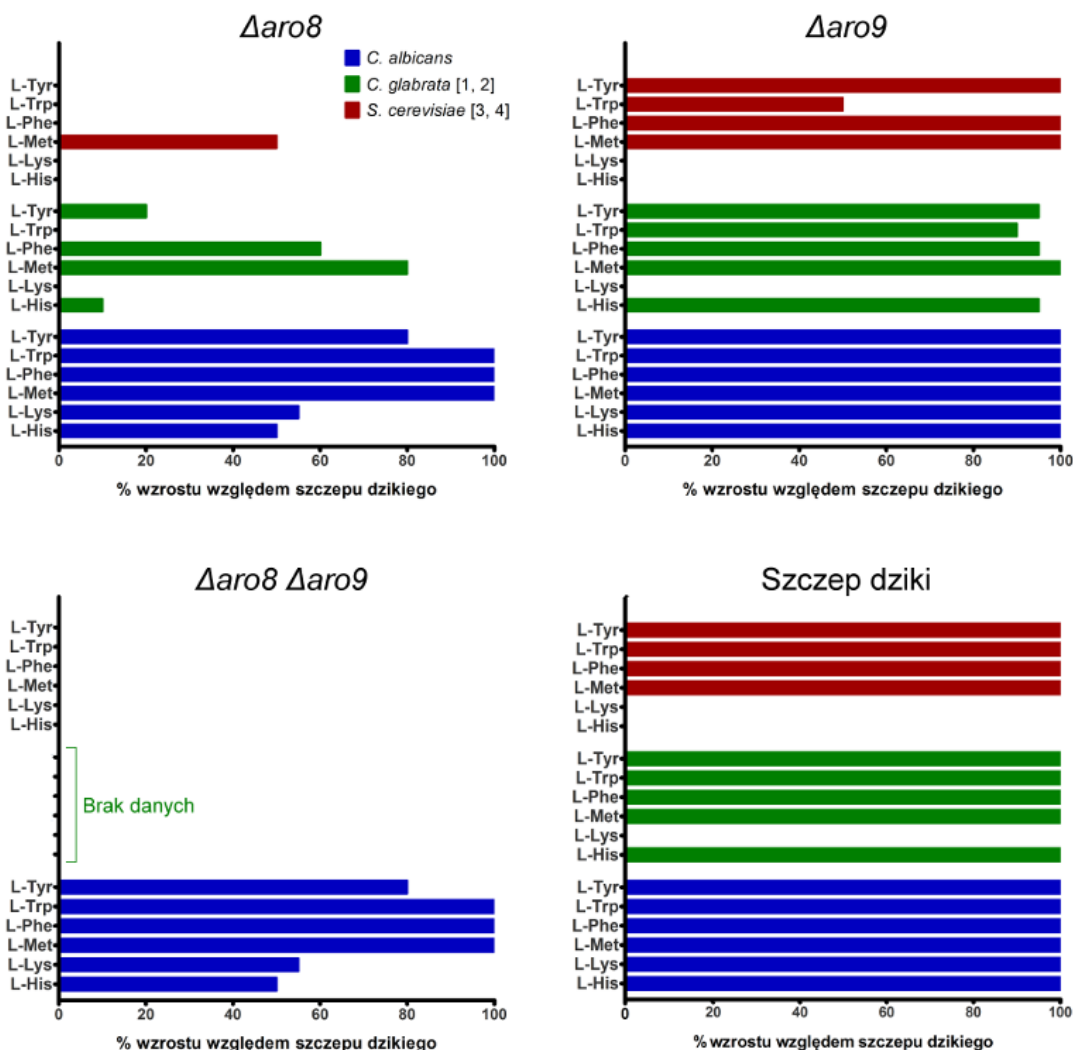 Δaro8
C. albicans
C. glabrata [1, 2]
S. cerevisiae [3, 4]
L-Tyr
L-Trp
L-Phe
L-Met
L-Lys
L-His
L-Tyr
L-Trp
L-Phe
L-Met
L-Lys
L-His
L-Tyr
L-Trp
L-Phe
L-Met
L-Lys
L-His
0 20 40 60 80 100
% wzrostu względem szczepu dzikiego
Δaro9
L-Tyr
L-Trp
L-Phe
L-Met
L-Lys
L-His
L-Tyr
L-Trp
L-Phe
L-Met
L-Lys
L-His
L-Tyr
L-Trp
L-Phe
L-Met
L-Lys
L-His
0 20 40 60 80 100
% wzrostu względem szczepu dzikiego
Δaro8 Δaro9
L-Tyr
L-Trp
L-Phe
L-Met
L-Lys
L-His
Brak danych
L-Tyr
L-Trp
L-Phe
L-Met
L-Lys
L-His
0 20 40 60 80 100
% wzrostu względem szczepu dzikiego
Szczep dziki
L-Tyr
L-Trp
L-Phe
L-Met
L-Lys
L-His
L-Tyr
L-Trp
L-Phe
L-Met
L-Lys
L-His
L-Tyr
L-Trp
L-Phe
L-Met
L-Lys
L-His
0 20 40 60 80 100
% wzrostu względem szczepu dzikiego